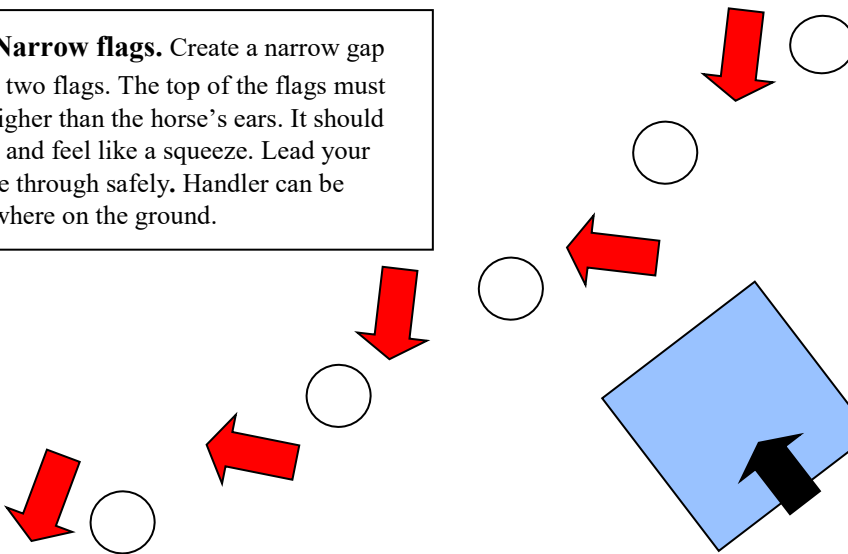 Narrow flags. Create a narrow gap
two flags. The top of the flags must
igher than the horse's ears. It should
and feel like a squeeze. Lead your
e through safely. Handler can be
where on the ground.